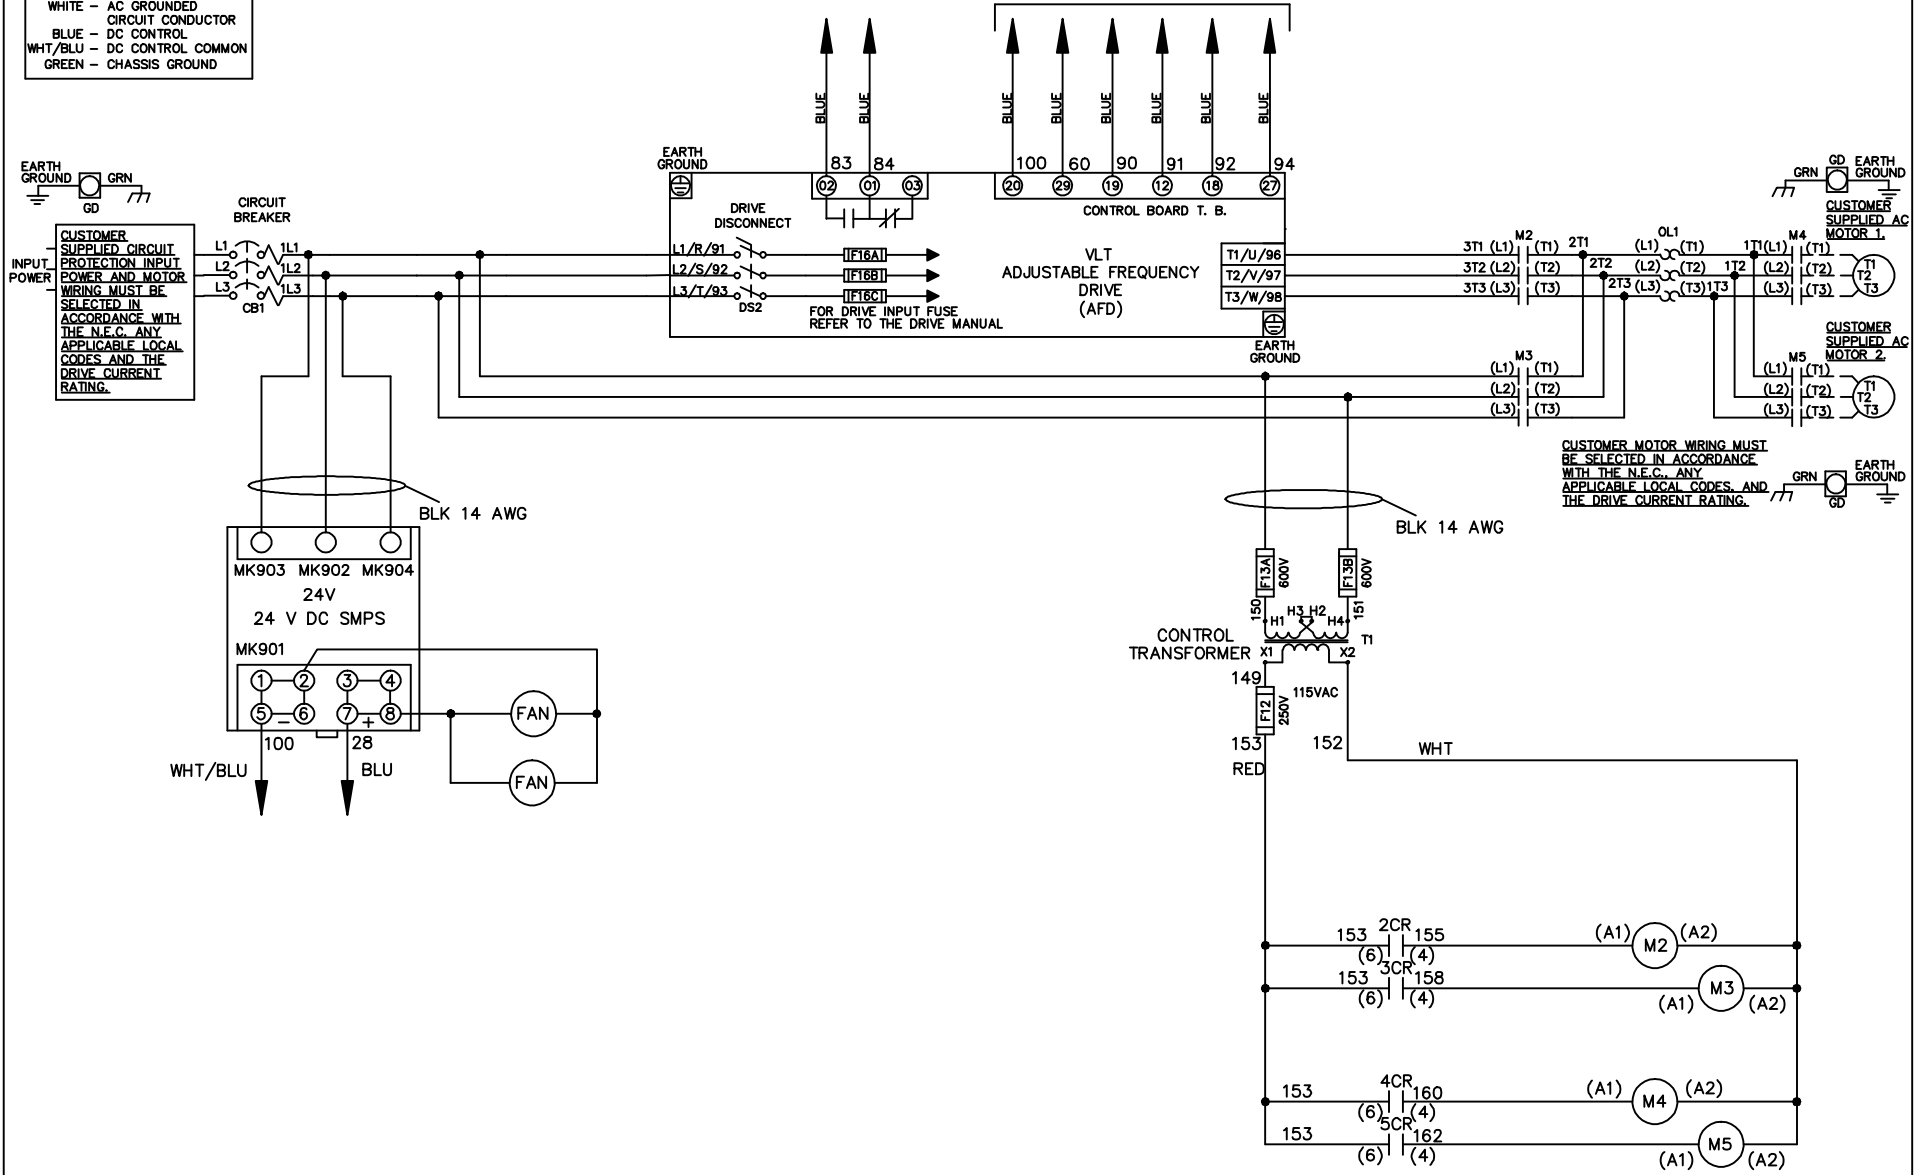 WHITE – AC GROUNDED
CIRCUIT CONDUCTOR
BLUE – DC CONTROL
WHT/BLU – DC CONTROL COMMON
GREEN – CHASSIS GROUND
BLUE
BLUE
BLUE
BLUE
BLUE
BLUE
BLUE
BLUE
EARTH
GROUND
GRN
GD
INPUT
POWER
CUSTOMER
SUPPLIED CIRCUIT
PROTECTION INPUT
POWER AND MOTOR
WIRING MUST BE
SELECTED IN
ACCORDANCE WITH
THE N.E.C. ANY
APPLICABLE LOCAL
CODES AND THE
DRIVE CURRENT
RATING.
CIRCUIT
BREAKER
L1 1L1
L2 1L2
L3 1L3
CB1
EARTH
GROUND
83 84
02 01 03
100 60 90 91 92 94
20 29 19 12 18 27
CONTROL BOARD T. B.
DRIVE
DISCONNECT
L1/R/91
L2/S/92
L3/T/93
DS2
F16A
F16B
F16C
FOR DRIVE INPUT FUSE
REFER TO THE DRIVE MANUAL
VLT
ADJUSTABLE FREQUENCY
DRIVE
(AFD)
T1/U/96
T2/V/97
T3/W/98
EARTH
GROUND
M2
3T1 (L1) (T1) 2T1
3T2 (L2) (T2) 2T2
3T3 (L3) (T3) 2T3
OL1
(L1) (T1) 1T1
(L2) (T2) 1T2
(L3) (T3) 1T3
M4
(L1) (T1)
(L2) (T2)
(L3) (T3)
T1
T2
T3
GRN
GD
EARTH
GROUND
CUSTOMER
SUPPLIED AC
MOTOR 1.
CUSTOMER
SUPPLIED AC
MOTOR 2.
M3
(L1) (T1)
(L2) (T2)
(L3) (T3)
M5
(L1) (T1)
(L2) (T2)
(L3) (T3)
T1
T2
T3
CUSTOMER MOTOR WIRING MUST
BE SELECTED IN ACCORDANCE
WITH THE N.E.C., ANY
APPLICABLE LOCAL CODES, AND
THE DRIVE CURRENT RATING.
GRN
GD
EARTH
GROUND
BLK 14 AWG
MK903 MK902 MK904
24V
24 V DC SMPS
MK901
1 2 3 4
5 – 6 7 + 8
100 28
WHT/BLU BLU
FAN
FAN
BLK 14 AWG
F13A 600V
F13B 600V
150 151
H1 H3 H2 H4
CONTROL
TRANSFORMER
X1 X2
T1
149
115VAC
F12 250V
153
RED
152
WHT
2CR
153 155
(6) (4)
(A1) M2 (A2)
3CR
153 158
(6) (4)
(A1) M3 (A2)
4CR
153 160
(6) (4)
(A1) M4 (A2)
5CR
153 162
(6) (4)
(A1) M5 (A2)